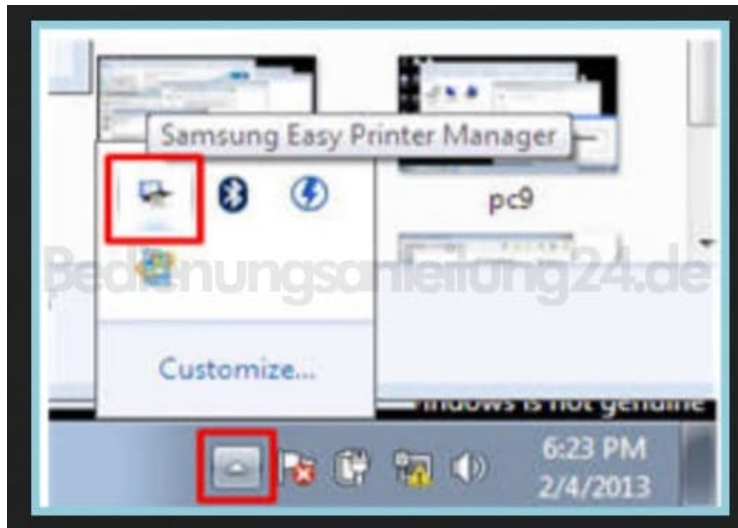 Samsung Easy Printer Manager
pc9
Bedienungsanleitung24.de
Customize...
indows is not genuine
6:23 PM
2/4/2013